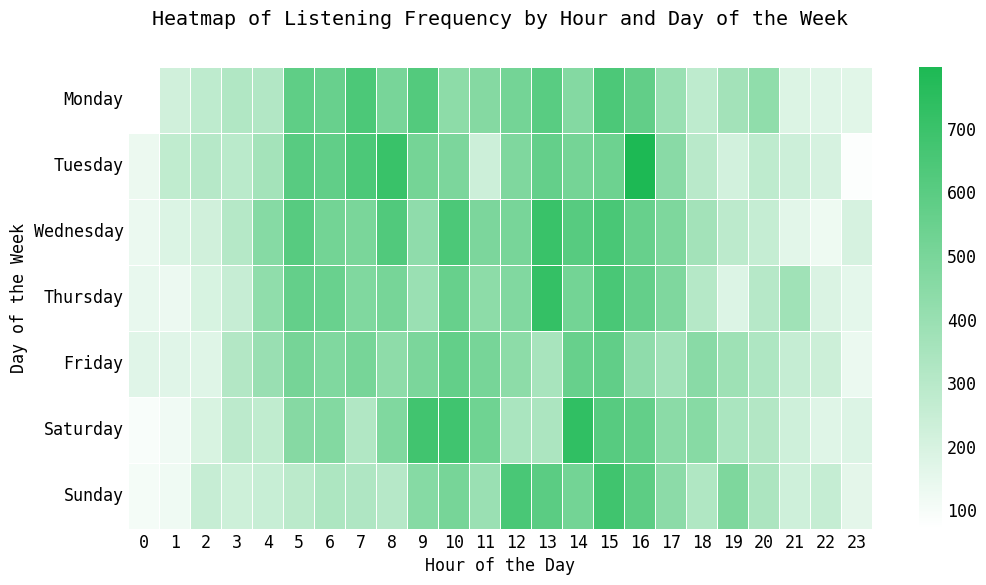 Heatmap of Listening Frequency by Hour and Day of the Week
Day of the Week
Monday
Tuesday
Wednesday
Thursday
Friday
Saturday
Sunday
0 1 2 3 4 5 6 7 8 9 10 11 12 13 14 15 16 17 18 19 20 21 22 23
Hour of the Day
700
600
500
400
300
200
100